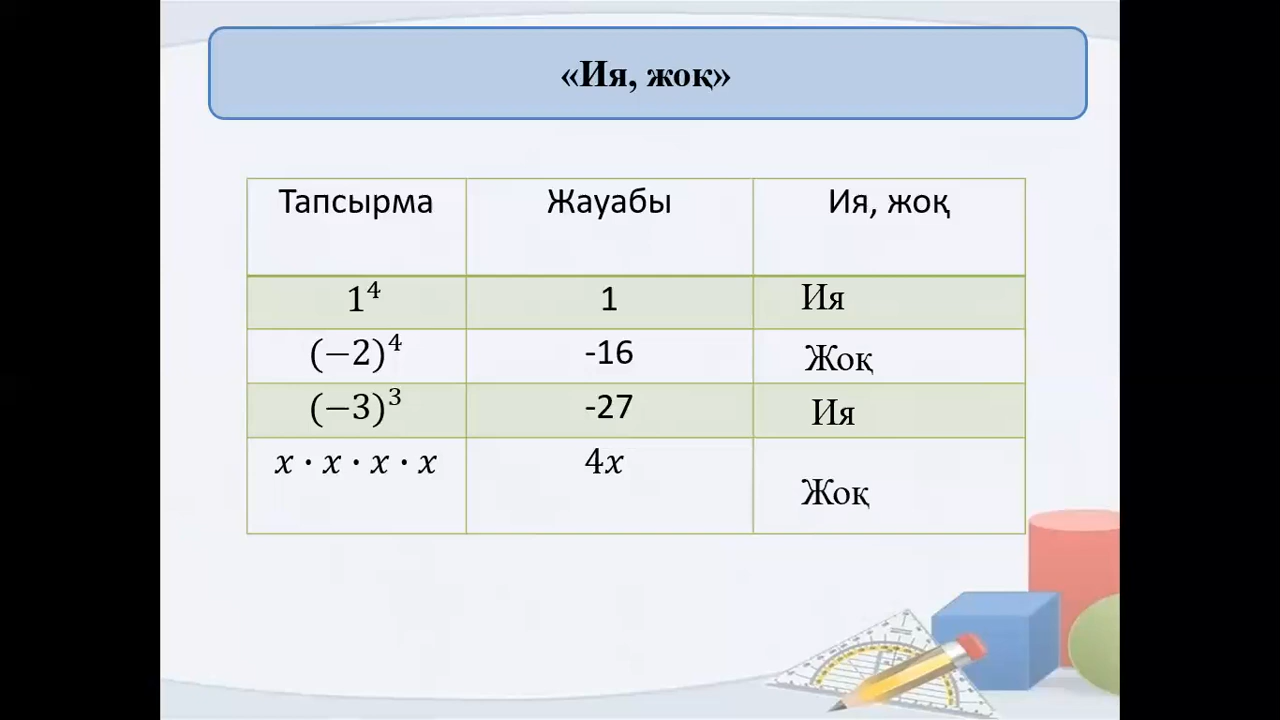 «Ия, жоқ»
Тапсырма Жауабы Ия, жоқ
1⁴ 1 Ия
(−2)⁴ -16 Жоқ
(−3)³ -27 Ия
x · x · x · x 4x Жоқ